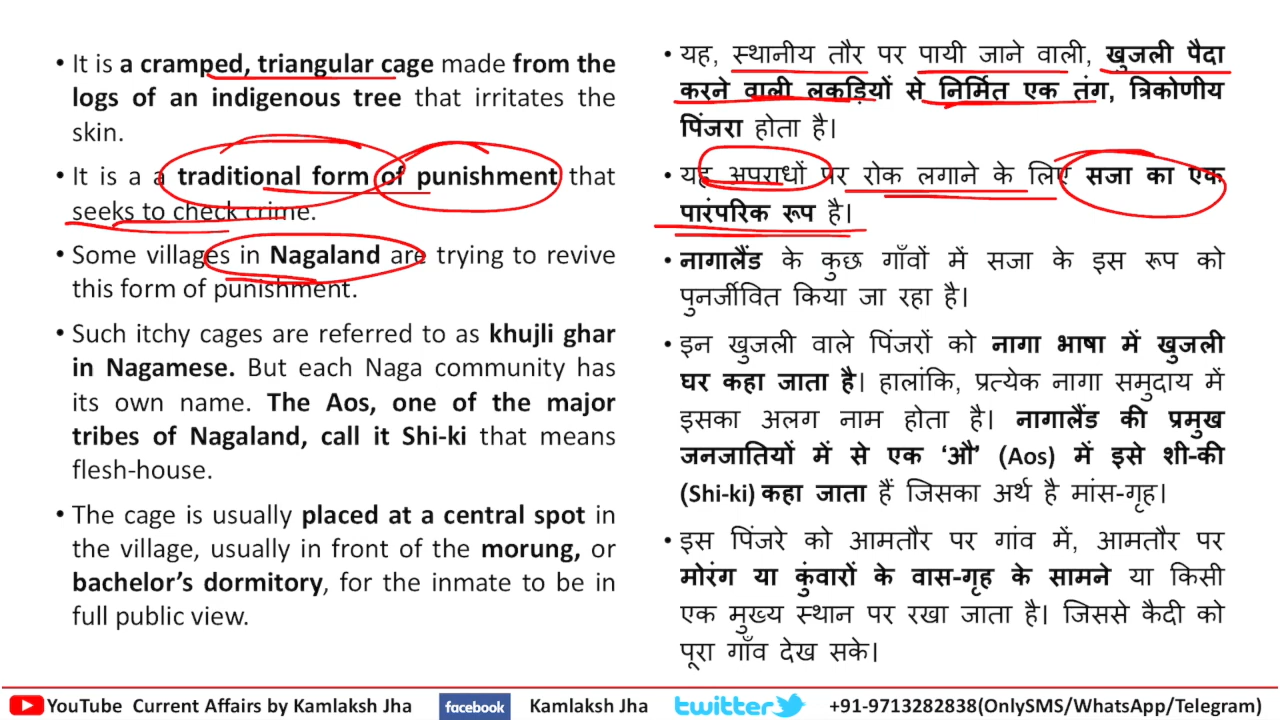 • It is a cramped, triangular cage made from the
logs of an indigenous tree that irritates the
skin.
• It is a a traditional form of punishment that
seeks to check crime.
• Some villages in Nagaland are trying to revive
this form of punishment.
• Such itchy cages are referred to as khujli ghar
in Nagamese. But each Naga community has
its own name. The Aos, one of the major
tribes of Nagaland, call it Shi-ki that means
flesh-house.
• The cage is usually placed at a central spot in
the village, usually in front of the morung, or
bachelor's dormitory, for the inmate to be in
full public view.
• यह, स्थानीय तौर पर पायी जाने वाली, खुजली पैदा
करने वाली लकड़ियों से निर्मित एक तंग, त्रिकोणीय
पिंजरा होता है।
• यह अपराधों पर रोक लगाने के लिए सजा का एक
पारंपरिक रूप है।
• नागालैंड के कुछ गाँवों में सजा के इस रूप को
पुनर्जीवित किया जा रहा है।
• इन खुजली वाले पिंजरों को नागा भाषा में खुजली
घर कहा जाता है। हालांकि, प्रत्येक नागा समुदाय में
इसका अलग नाम होता है। नागालैंड की प्रमुख
जनजातियों में से एक ‘औ’ (Aos) में इसे शी-की
(Shi-ki) कहा जाता हैं जिसका अर्थ है मांस-गृह।
• इस पिंजरे को आमतौर पर गांव में, आमतौर पर
मोरंग या कुंवारों के वास-गृह के सामने या किसी
एक मुख्य स्थान पर रखा जाता है। जिससे कैदी को
पूरा गाँव देख सके।
YouTube Current Affairs by Kamlaksh Jha facebook Kamlaksh Jha twitter +91-9713282838(OnlySMS/WhatsApp/Telegram)